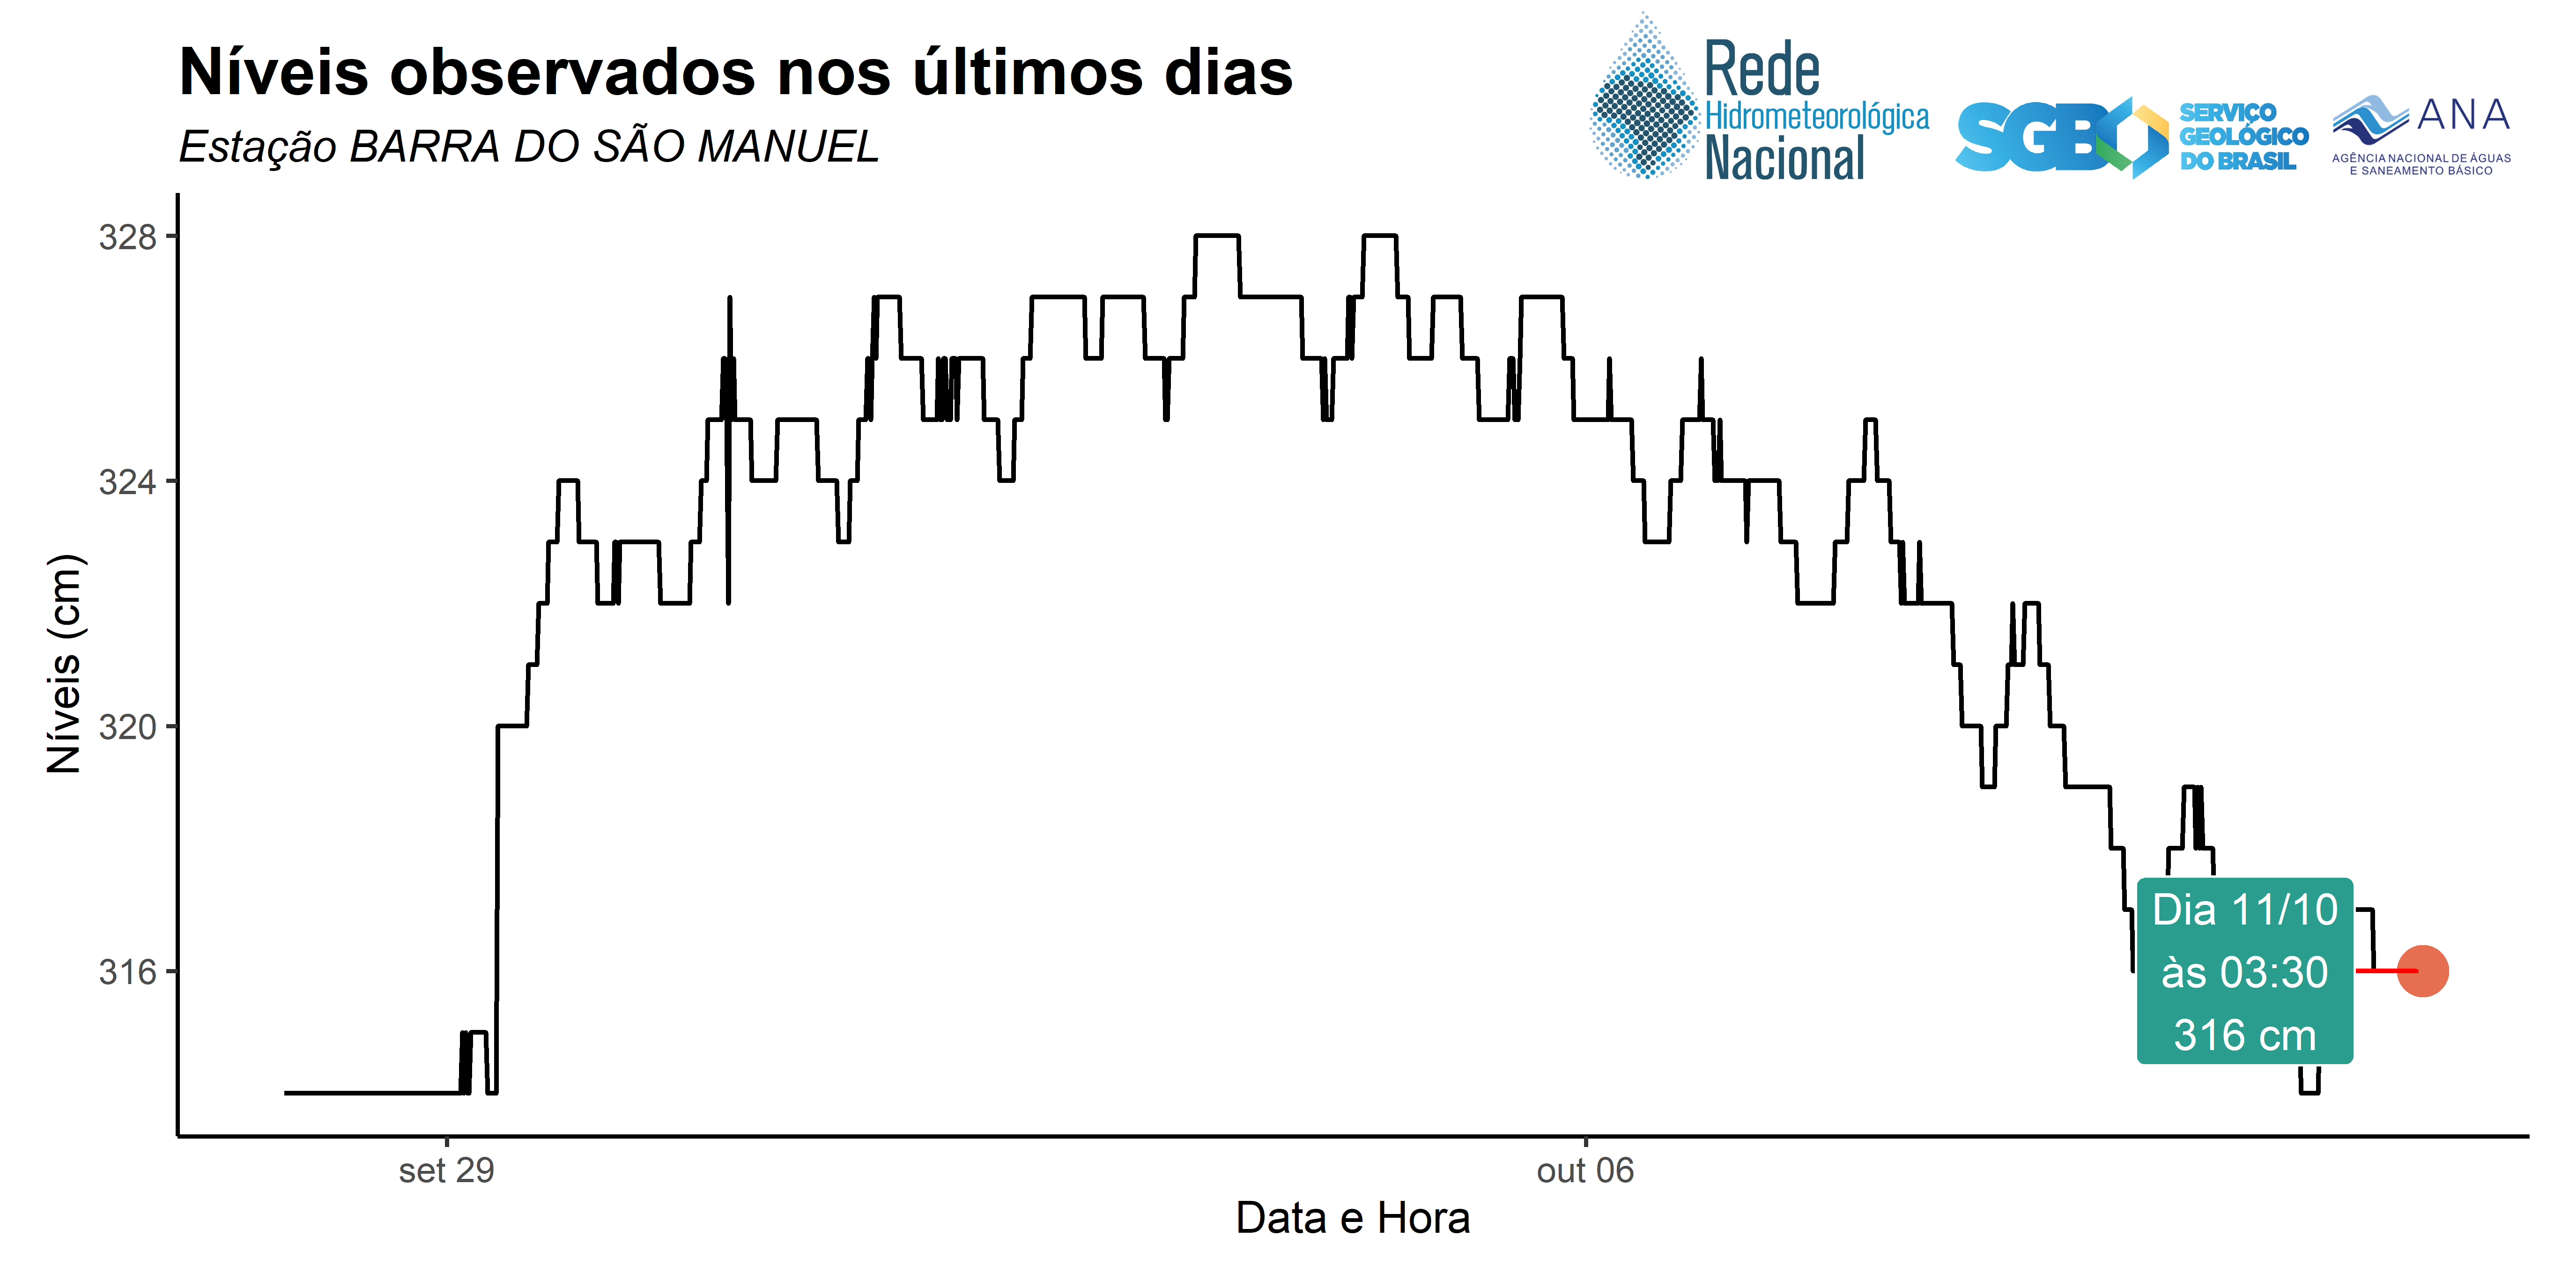 Níveis observados nos últimos dias
Estação BARRA DO SÃO MANUEL
Rede
Hidrometeorológica
Nacional
SGB
SERVIÇO
GEOLÓGICO
DO BRASIL
ANA
AGÊNCIA NACIONAL DE ÁGUAS
E SANEAMENTO BÁSICO
Níveis (cm)
328
324
320
316
Dia 11/10
às 03:30
316 cm
set 29
out 06
Data e Hora